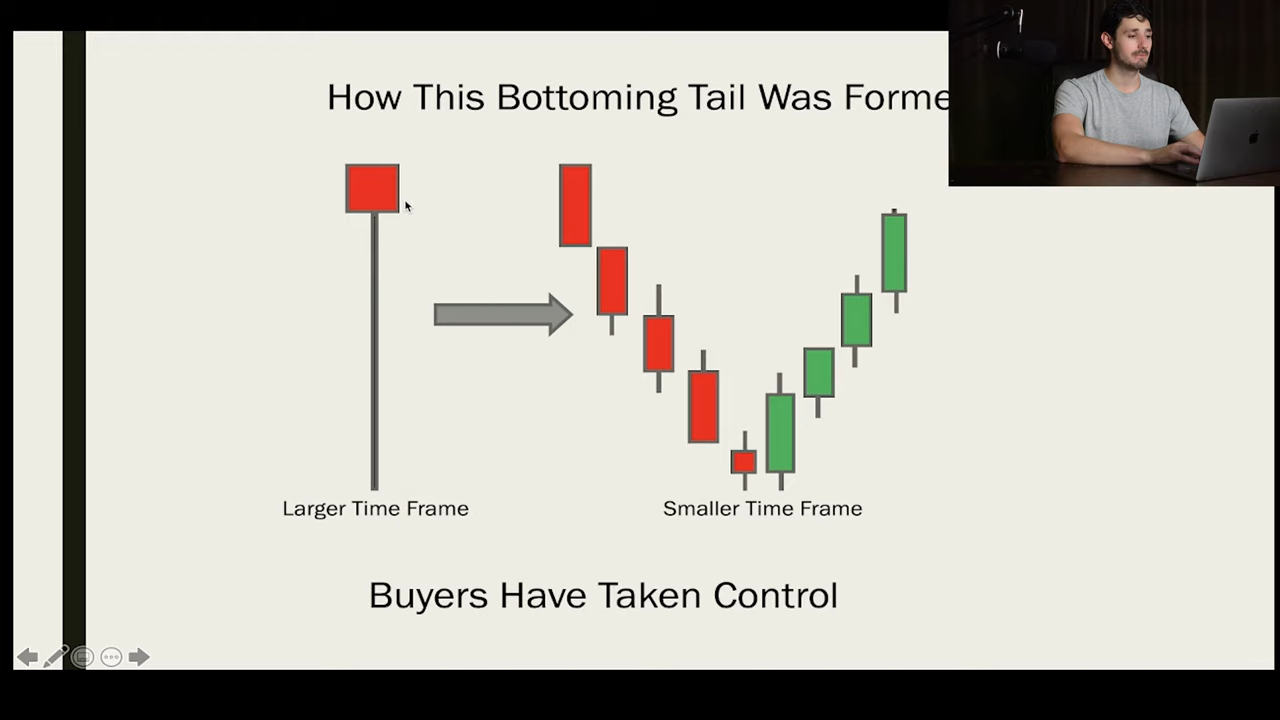 How This Bottoming Tail Was Forme
Larger Time Frame
Smaller Time Frame
Buyers Have Taken Control